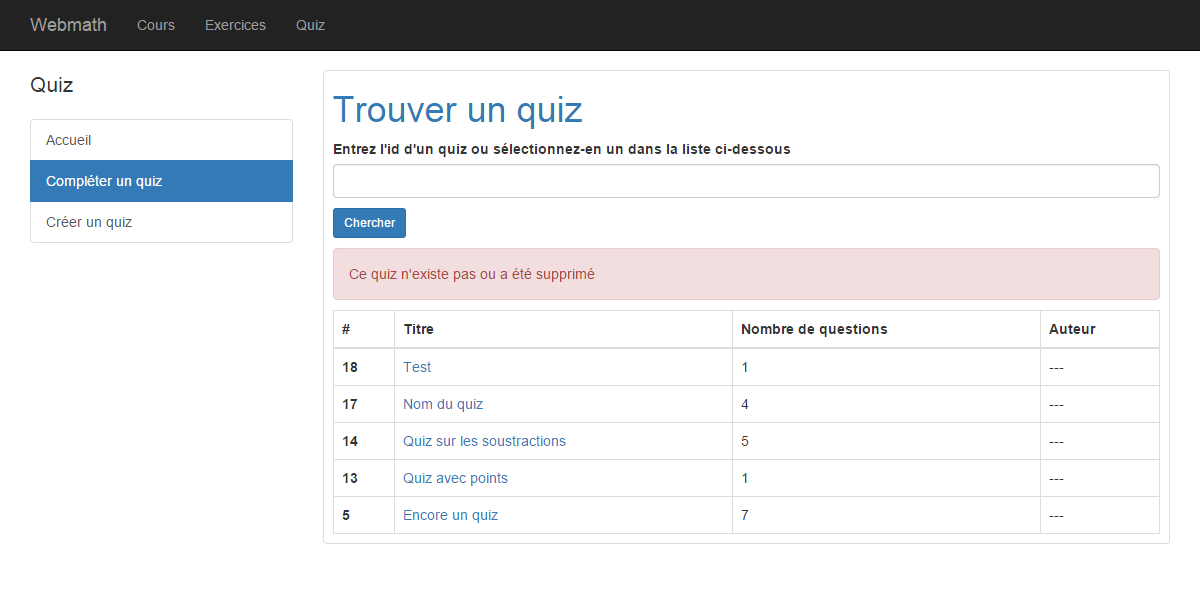 Webmath Cours Exercices Quiz
Quiz
Accueil
Compléter un quiz
Créer un quiz
Trouver un quiz
Entrez l'id d'un quiz ou sélectionnez-en un dans la liste ci-dessous
Chercher
Ce quiz n'existe pas ou a été supprimé
# Titre Nombre de questions Auteur
18 Test 1 ---
17 Nom du quiz 4 ---
14 Quiz sur les soustractions 5 ---
13 Quiz avec points 1 ---
5 Encore un quiz 7 ---